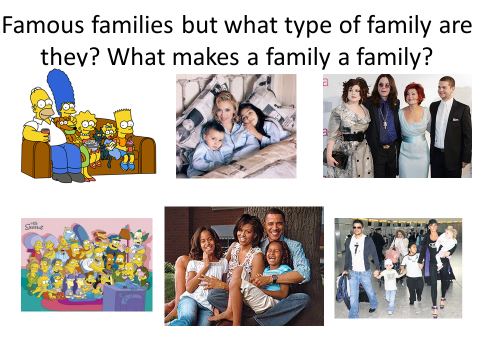 Famous families but what type of family are
they? What makes a family a family?